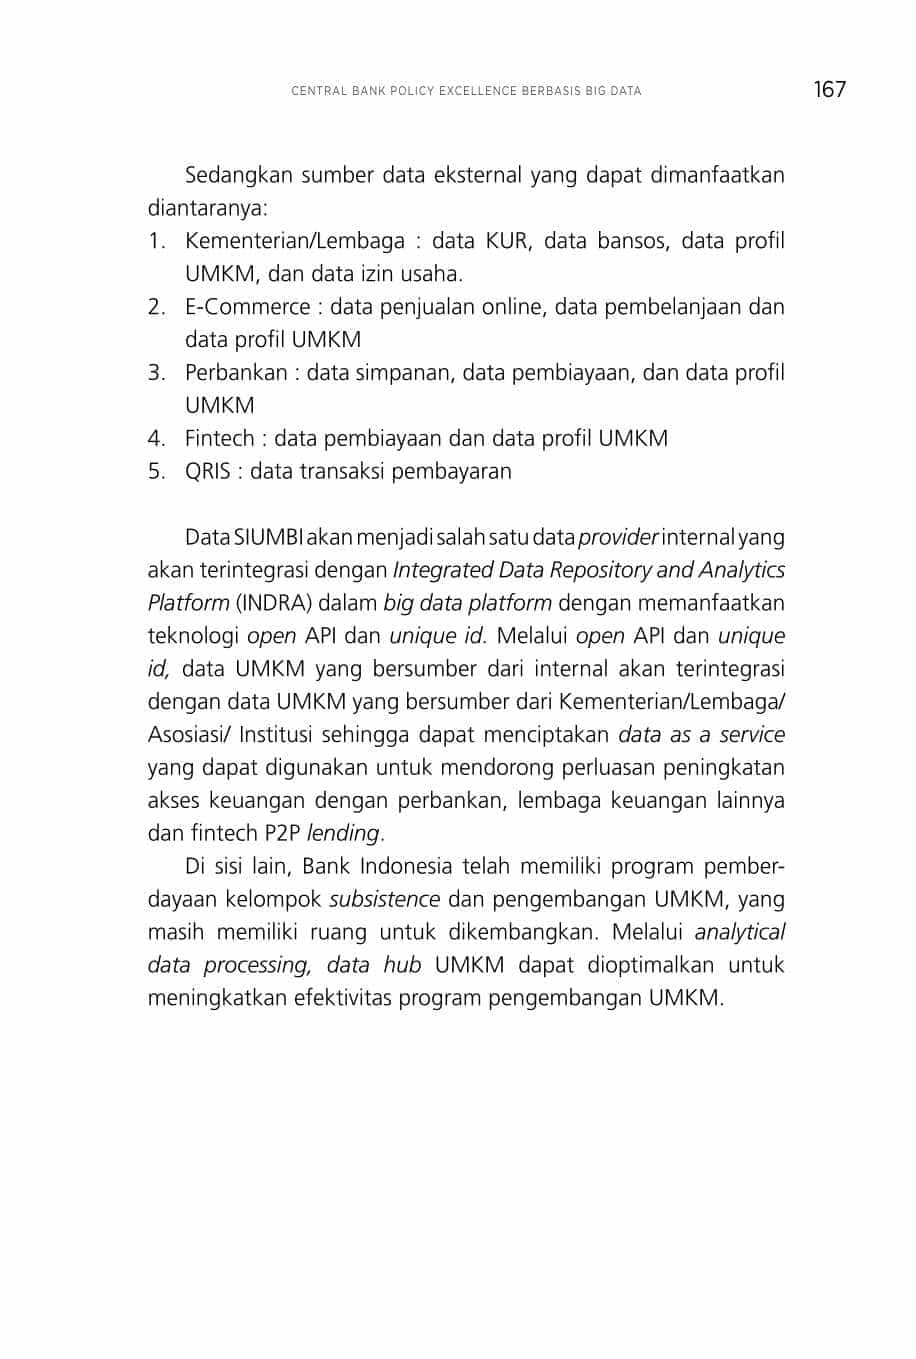 CENTRAL BANK POLICY EXCELLENCE BERBASIS BIG DATA 167
Sedangkan sumber data eksternal yang dapat dimanfaatkan
diantaranya:
1. Kementerian/Lembaga : data KUR, data bansos, data profil
UMKM, dan data izin usaha.
2. E-Commerce : data penjualan online, data pembelanjaan dan
data profil UMKM
3. Perbankan : data simpanan, data pembiayaan, dan data profil
UMKM
4. Fintech : data pembiayaan dan data profil UMKM
5. QRIS : data transaksi pembayaran
Data SIUMBI akan menjadi salah satu data provider internal yang
akan terintegrasi dengan Integrated Data Repository and Analytics
Platform (INDRA) dalam big data platform dengan memanfaatkan
teknologi open API dan unique id. Melalui open API dan unique
id, data UMKM yang bersumber dari internal akan terintegrasi
dengan data UMKM yang bersumber dari Kementerian/Lembaga/
Asosiasi/ Institusi sehingga dapat menciptakan data as a service
yang dapat digunakan untuk mendorong perluasan peningkatan
akses keuangan dengan perbankan, lembaga keuangan lainnya
dan fintech P2P lending.
Di sisi lain, Bank Indonesia telah memiliki program pember-
dayaan kelompok subsistence dan pengembangan UMKM, yang
masih memiliki ruang untuk dikembangkan. Melalui analytical
data processing, data hub UMKM dapat dioptimalkan untuk
meningkatkan efektivitas program pengembangan UMKM.